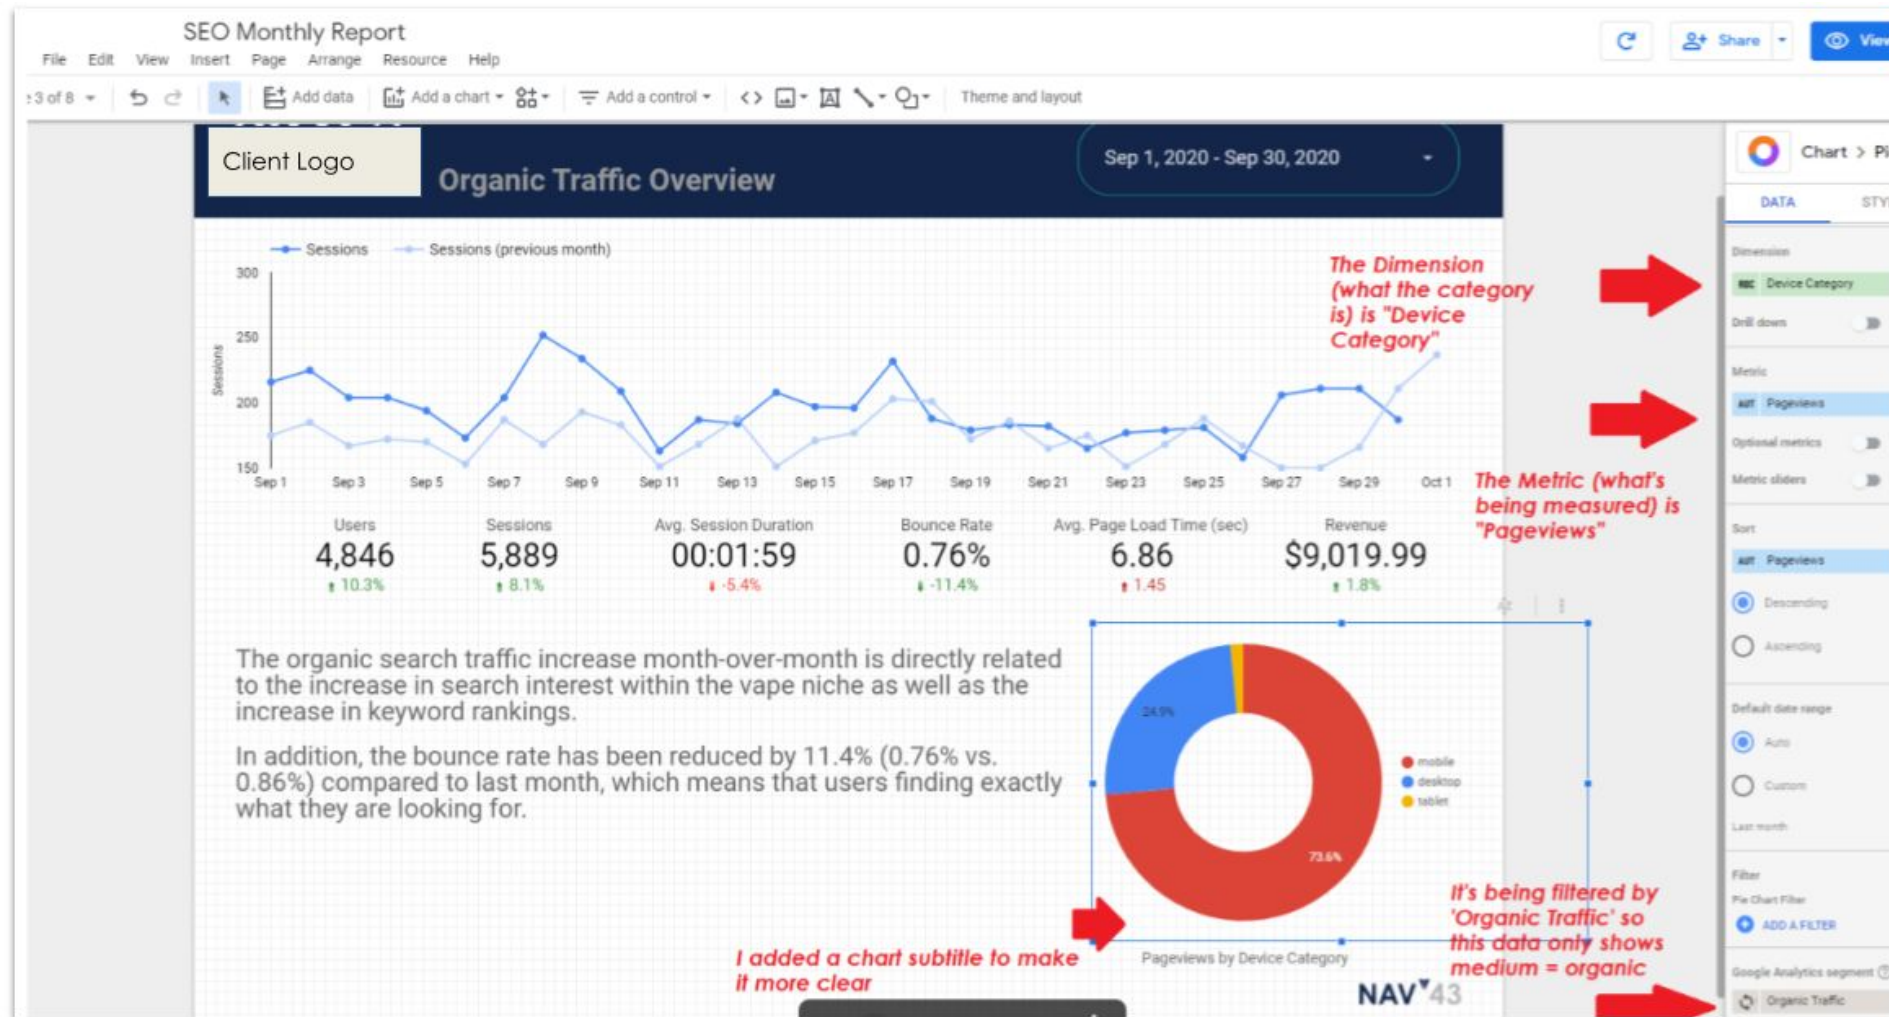 SEO Monthly Report
File Edit View Insert Page Arrange Resource Help
Share
View
3 of 8
Add data
Add a chart
Add a control
Theme and layout
Client Logo
Organic Traffic Overview
Sep 1, 2020 - Sep 30, 2020
Chart >
DATA
Sessions
Sessions (previous month)
300
250
200
150
Sessions
Sep 1 Sep 3 Sep 5 Sep 7 Sep 9 Sep 11 Sep 13 Sep 15 Sep 17 Sep 19 Sep 21 Sep 23 Sep 25 Sep 27 Sep 29 Oct 1
The Dimension
(what the category
is) is "Device
Category"
Dimension
Device Category
Drill down
Metric
AUT Pageviews
Optional metrics
Metric sliders
The Metric (what's
being measured) is
"Pageviews"
Sort
AUT Pageviews
Descending
Ascending
Default date range
Auto
Custom
Last month
Users
4,846
10.3%
Sessions
5,889
8.1%
Avg. Session Duration
00:01:59
-5.4%
Bounce Rate
0.76%
-11.4%
Avg. Page Load Time (sec)
6.86
1.45
Revenue
$9,019.99
1.8%
The organic search traffic increase month-over-month is directly related
to the increase in search interest within the vape niche as well as the
increase in keyword rankings.
In addition, the bounce rate has been reduced by 11.4% (0.76% vs.
0.86%) compared to last month, which means that users finding exactly
what they are looking for.
24.9%
73.6%
mobile
desktop
tablet
Pageviews by Device Category
I added a chart subtitle to make
it more clear
It's being filtered by
'Organic Traffic' so
this data only shows
medium = organic
NAV 43
Filter
Pie Chart Filter
ADD A FILTER
Google Analytics segment
Organic Traffic